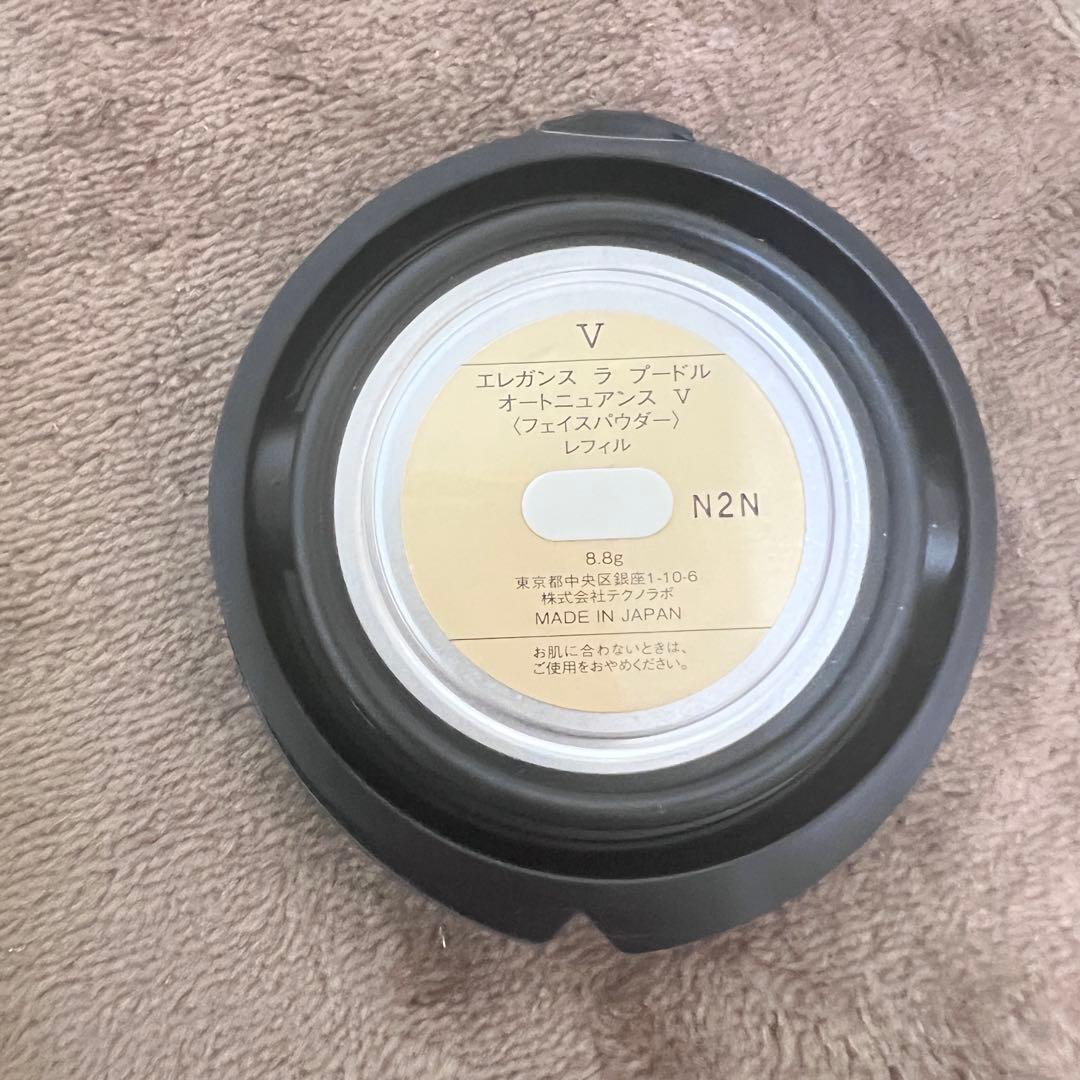 V
エレガンス ラ プードル
オートニュアンス V
〈フェイスパウダー〉
レフィル
N2N
8.8g
東京都中央区銀座1-10-6
株式会社テクノラボ
MADE IN JAPAN
お肌に合わないときは、
ご使用をおやめください。